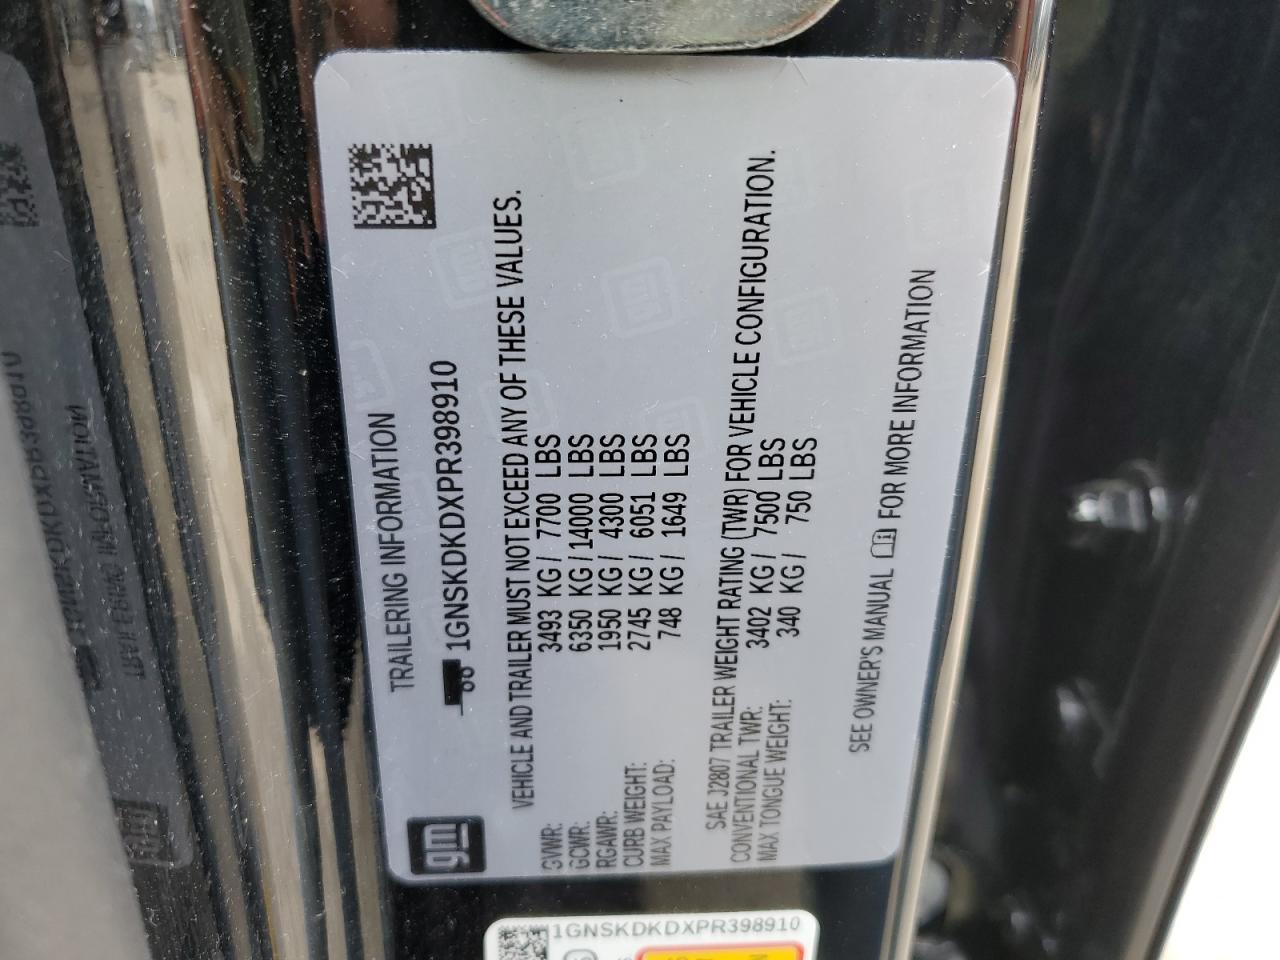 TRAILERING INFORMATION
1GNSKDKDXPR398910
gm
VEHICLE AND TRAILER MUST NOT EXCEED ANY OF THESE VALUES.
GVWR: 3493 KG / 7700 LBS
GCWR: 6350 KG / 14000 LBS
RGAWR: 1950 KG / 4300 LBS
CURB WEIGHT: 2745 KG / 6051 LBS
MAX PAYLOAD: 748 KG / 1649 LBS
SAE J2807 TRAILER WEIGHT RATING (TWR) FOR VEHICLE CONFIGURATION.
CONVENTIONAL TWR: 3402 KG / 7500 LBS
MAX TONGUE WEIGHT: 340 KG / 750 LBS
SEE OWNER'S MANUAL FOR MORE INFORMATION
1GNSKDKDXPR398910